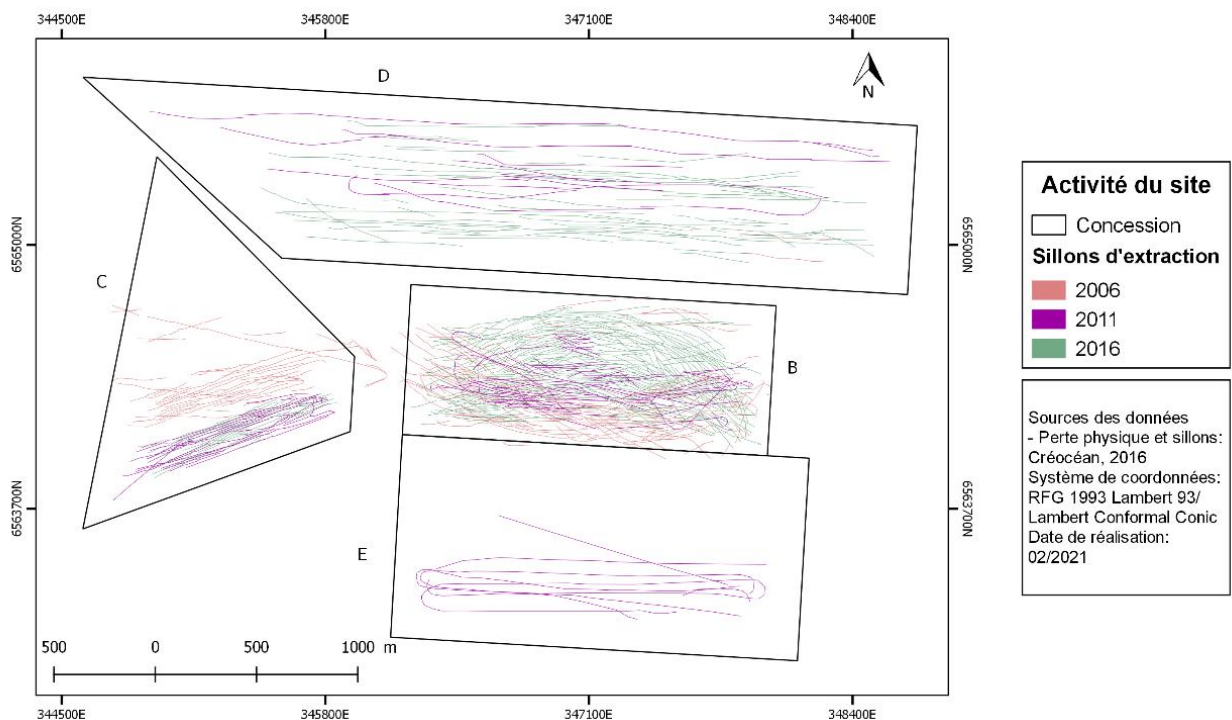 344500E 345800E 347100E 348400E
D
N
C
B
E
6565000N
6563700N
6565000N
6563700N
500 0 500 1000 m
344500E 345800E 347100E 348400E
Activité du site
Concession
Sillons d'extraction
2006
2011
2016
Sources des données
- Perte physique et sillons:
Créocéan, 2016
Système de coordonnées:
RFG 1993 Lambert 93/
Lambert Conformal Conic
Date de réalisation:
02/2021